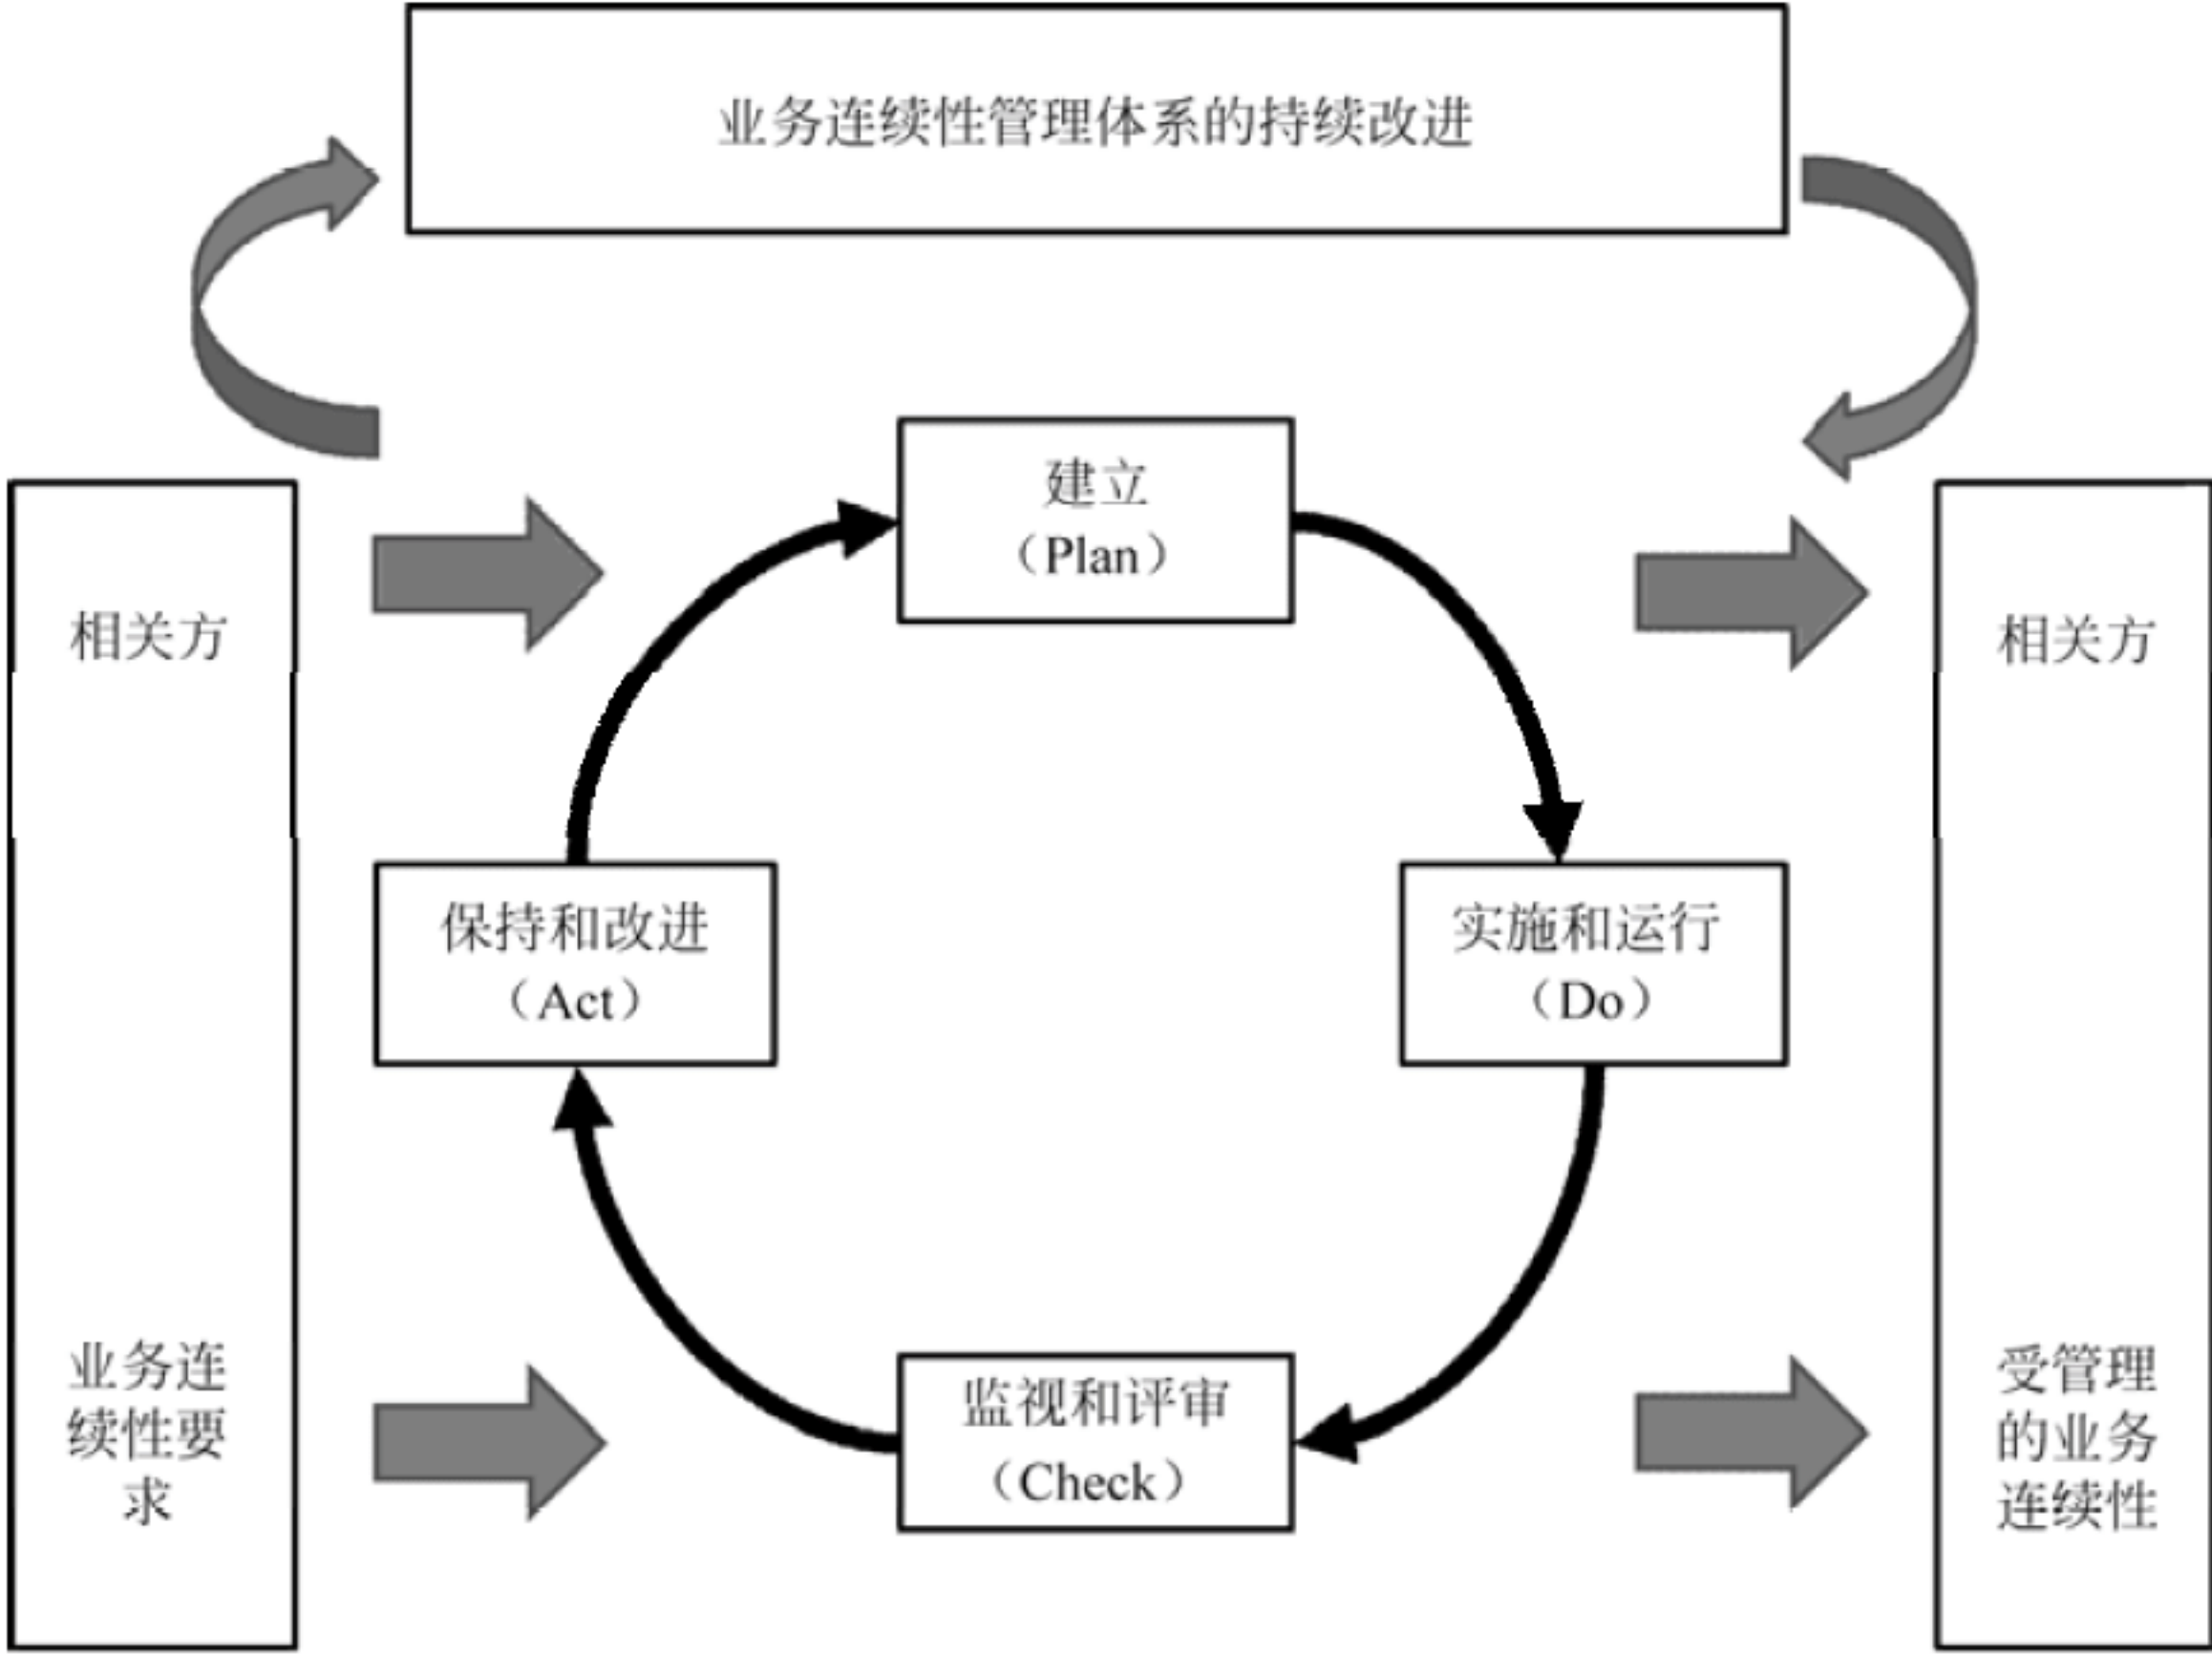 业务连续性管理体系的持续改进
建立
（Plan）
相关方
相关方
保持和改进
（Act）
实施和运行
（Do）
业务连
续性要
求
监视和评审
（Check）
受管理
的业务
连续性